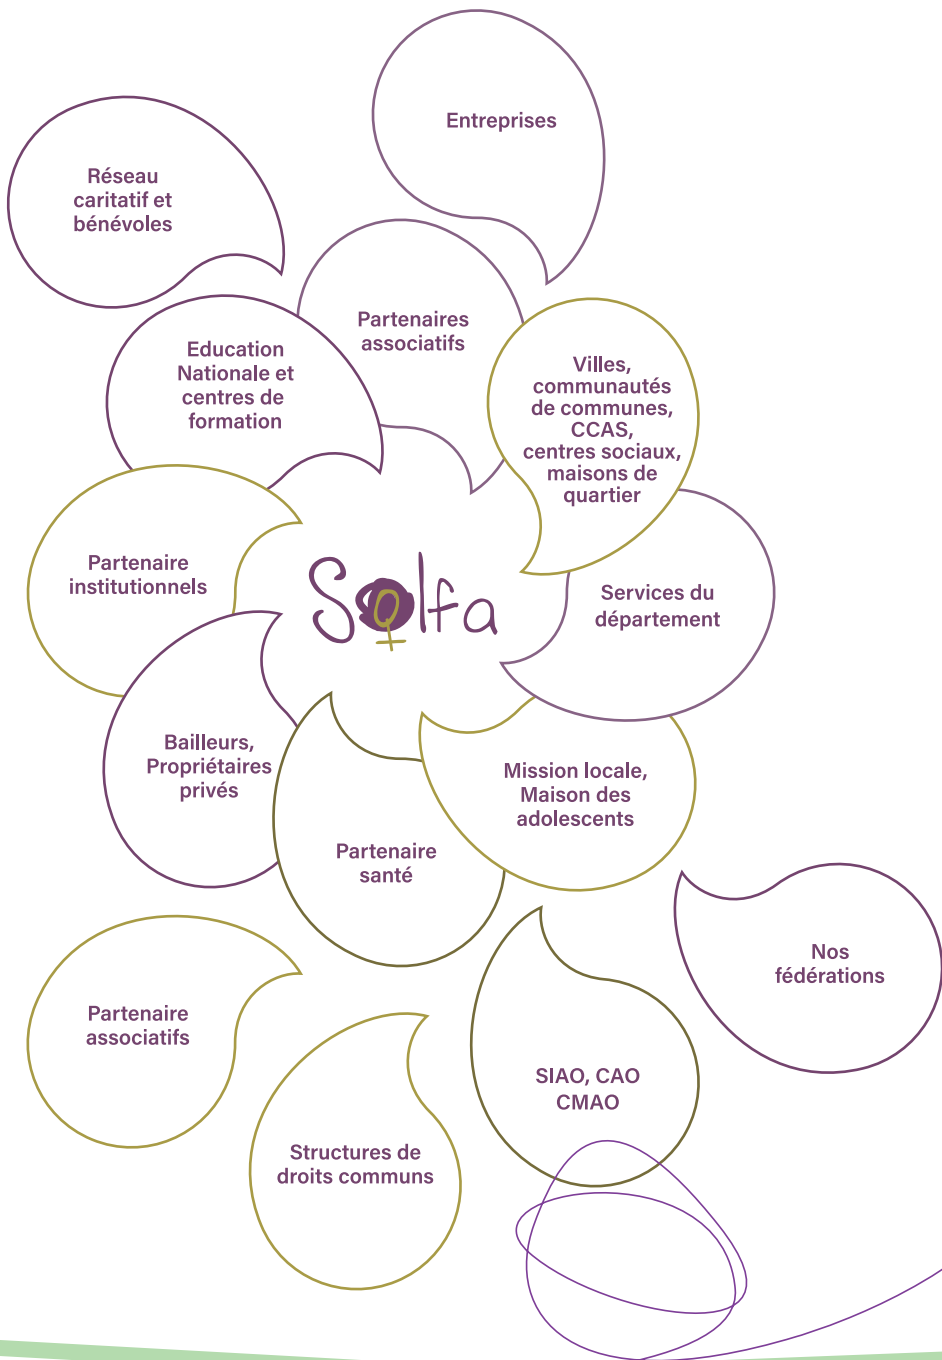 Entreprises
Réseau
caritatif et
bénévoles
Partenaires
associatifs
Education
Nationale et
centres de
formation
Villes,
communautés
de communes,
CCAS,
centres sociaux,
maisons de
quartier
Partenaire
institutionnels
Solfa
Services du
département
Bailleurs,
Propriétaires
privés
Mission locale,
Maison des
adolescents
Partenaire
santé
Nos
fédérations
Partenaire
associatifs
SIAO, CAO
CMAO
Structures de
droits communs